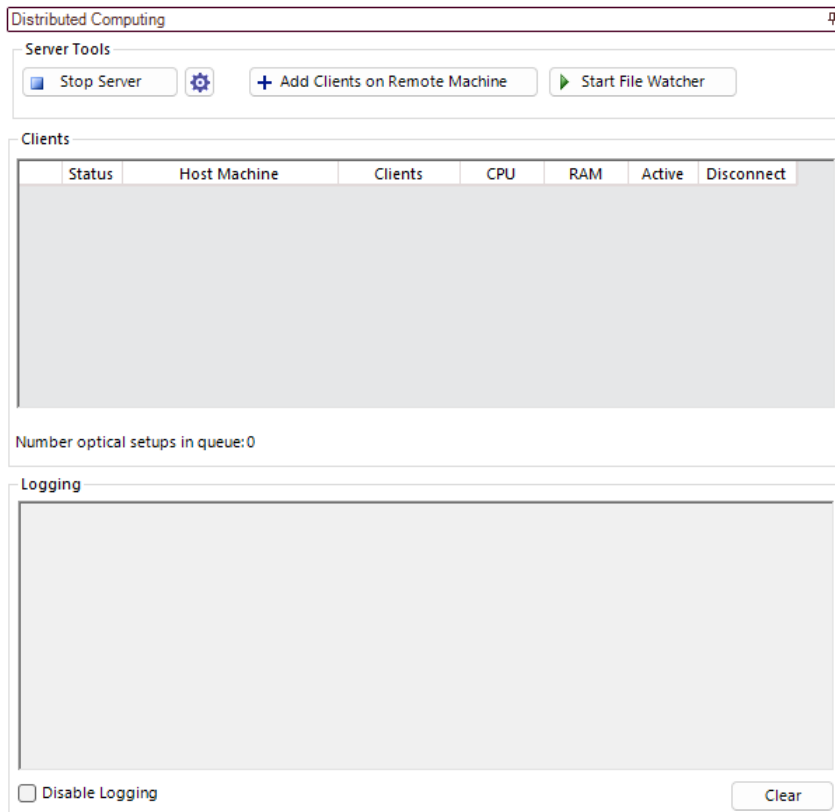 Distributed Computing
Server Tools
Stop Server Add Clients on Remote Machine Start File Watcher
Clients
Status Host Machine Clients CPU RAM Active Disconnect
Number optical setups in queue: 0
Logging
Disable Logging Clear